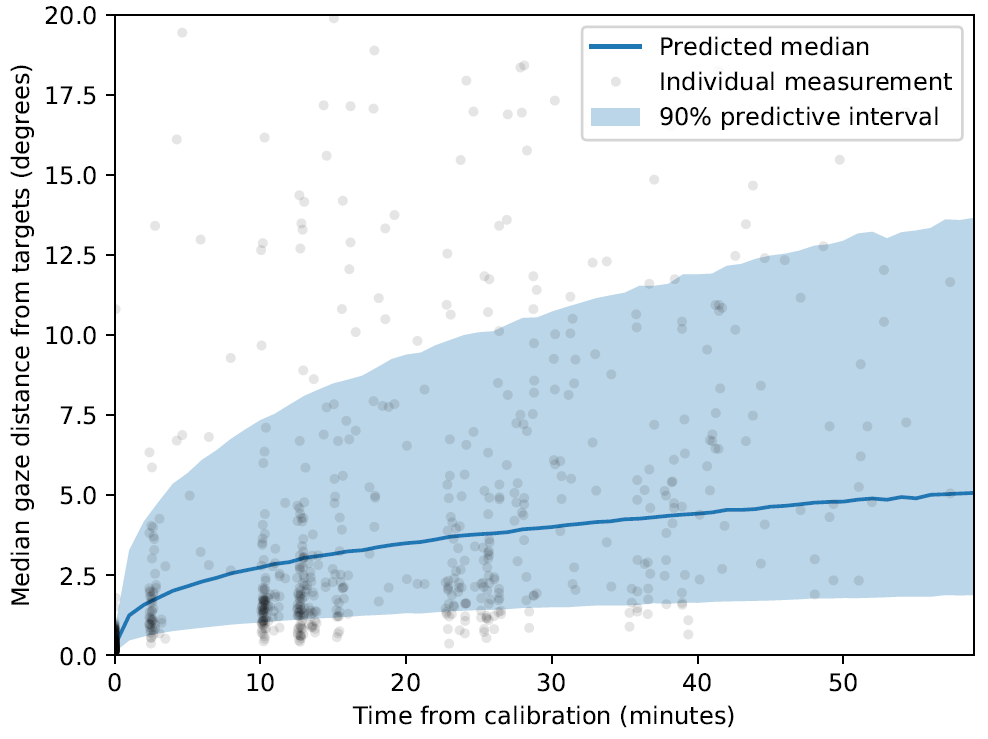 20.0
17.5
15.0
12.5
10.0
7.5
5.0
2.5
0.0
Median gaze distance from targets (degrees)
Predicted median
Individual measurement
90% predictive interval
0 10 20 30 40 50
Time from calibration (minutes)